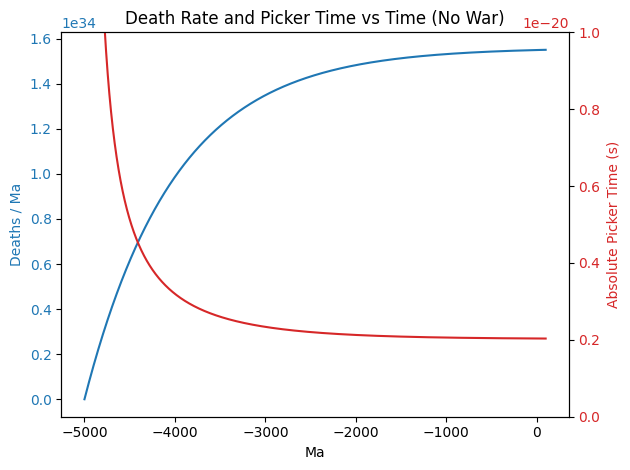 Death Rate and Picker Time vs Time (No War)
1e34
1e−20
1.6
1.4
1.2
1.0
0.8
0.6
0.4
0.2
0.0
Deaths / Ma
1.0
0.8
0.6
0.4
0.2
0.0
Absolute Picker Time (s)
−5000 −4000 −3000 −2000 −1000 0
Ma